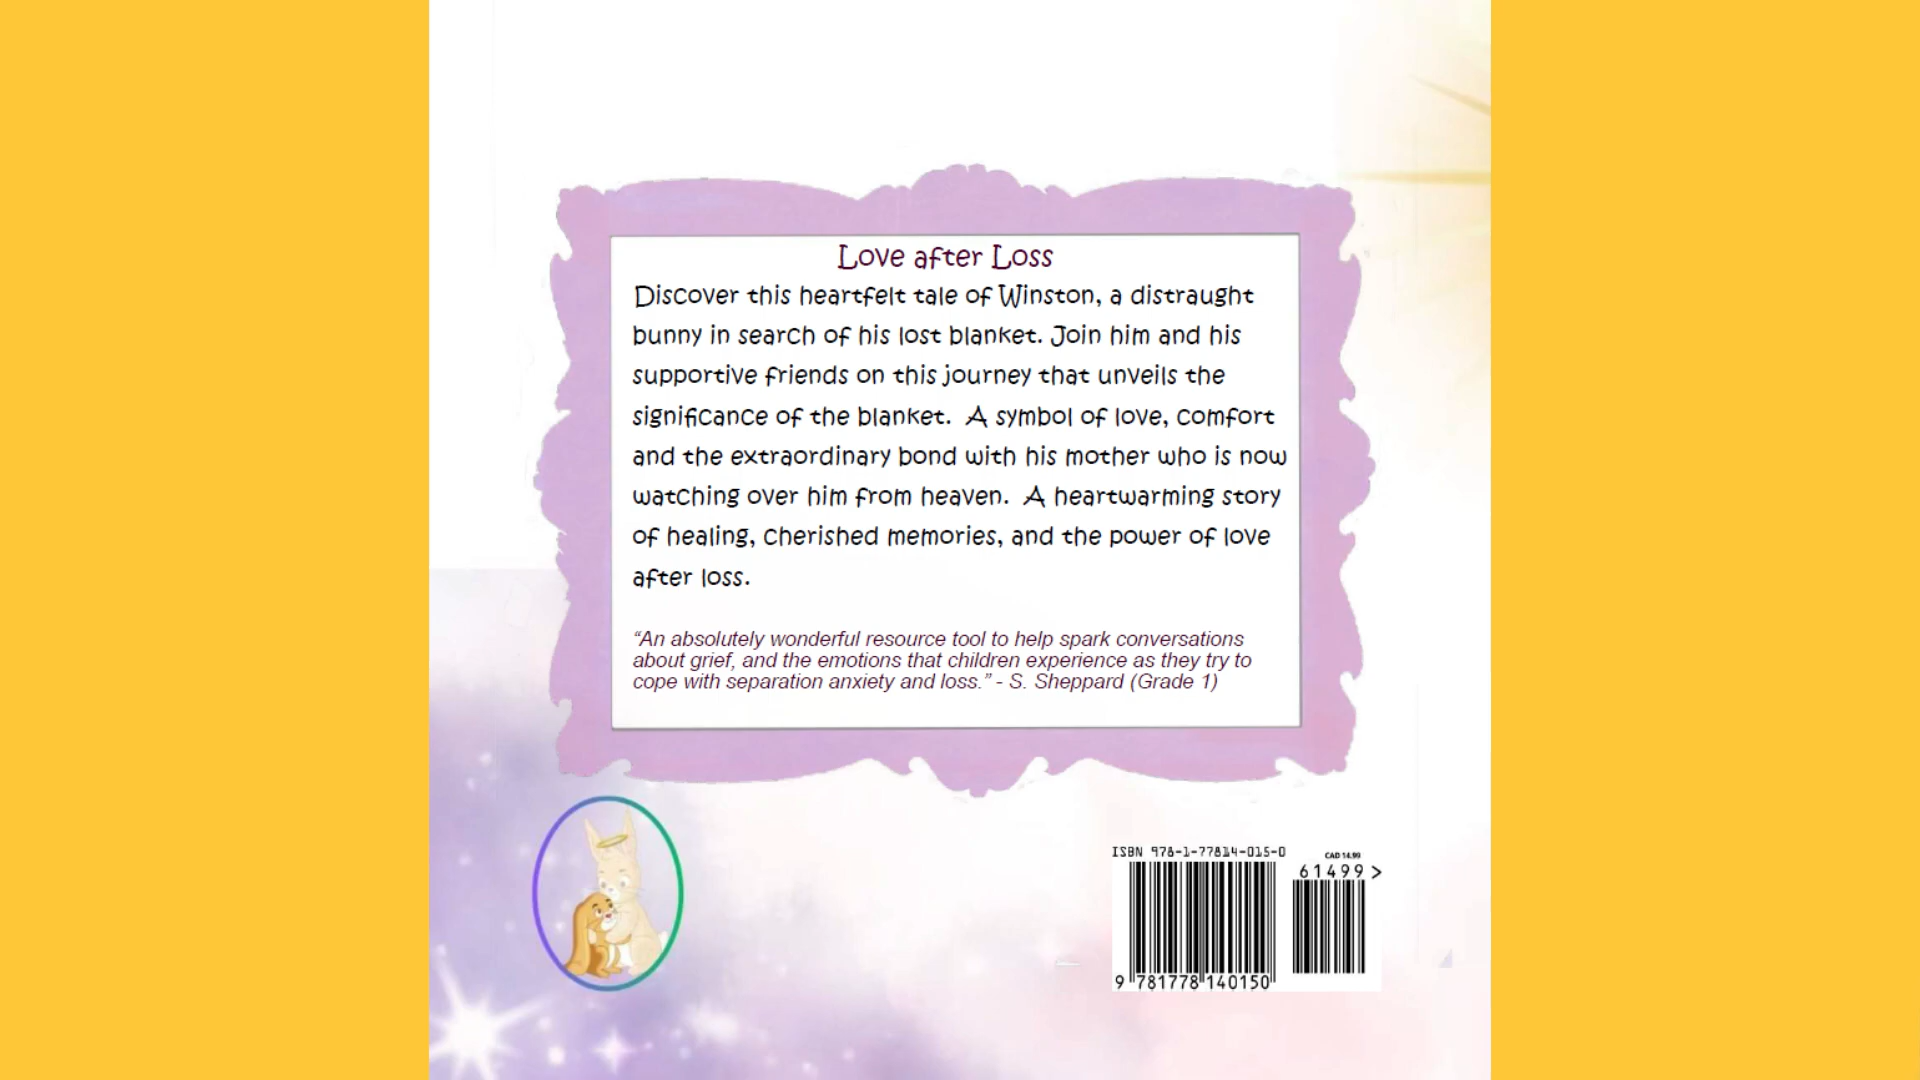 Love after Loss
Discover this heartfelt tale of Winston, a distraught
bunny in search of his lost blanket. Join him and his
supportive friends on this journey that unveils the
significance of the blanket.  A symbol of love, comfort
and the extraordinary bond with his mother who is now
watching over him from heaven.  A heartwarming story
of healing, cherished memories, and the power of love
after loss.
“An absolutely wonderful resource tool to help spark conversations
about grief, and the emotions that children experience as they try to
cope with separation anxiety and loss.” - S. Sheppard (Grade 1)
ISBN 978-1-77814-015-0
CAD 14.99
61499>
9 781778 140150